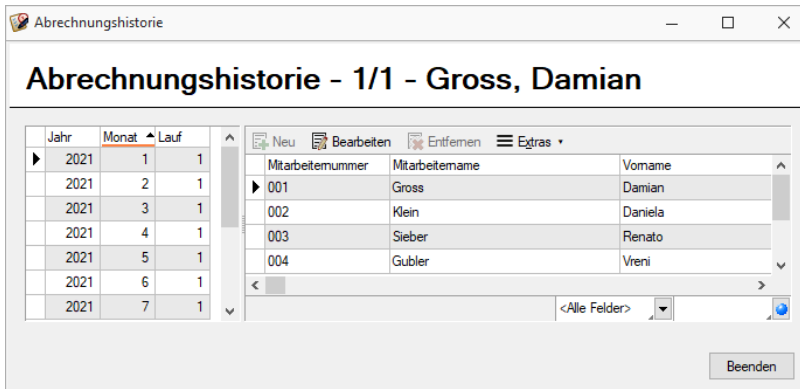 Abrechnungshistorie
Abrechnungshistorie - 1/1 - Gross, Damian
Jahr Monat Lauf
2021 1 1
2021 2 1
2021 3 1
2021 4 1
2021 5 1
2021 6 1
2021 7 1
Neu Bearbeiten Entfernen Extras
Mitarbeiternummer Mitarbeitername Vorname
001 Gross Damian
002 Klein Daniela
003 Sieber Renato
004 Gubler Vreni
<Alle Felder>
Beenden